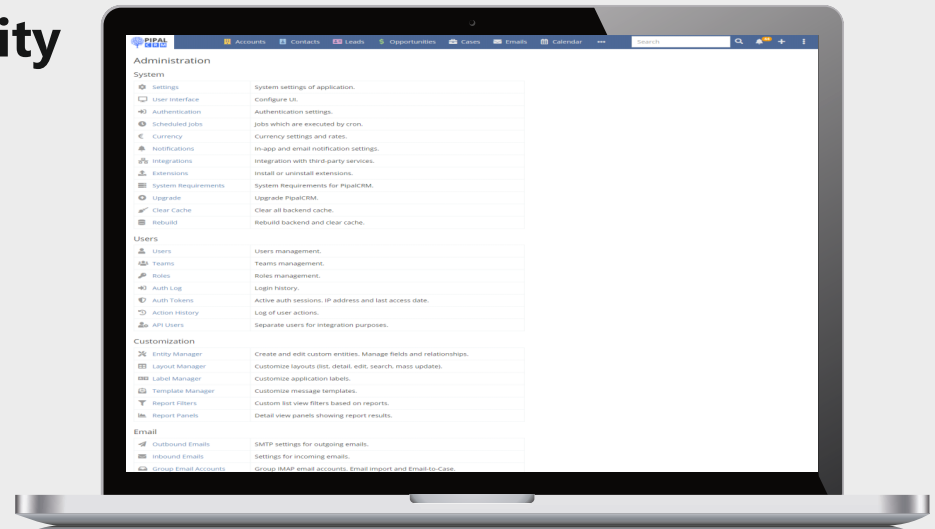 ity
PIPAL
CRM
Accounts Contacts Leads $ Opportunities Cases Emails Calendar ••• Search
Administration
System
Settings System settings of application.
User Interface Configure UI.
Authentication Authentication settings.
Scheduled Jobs Jobs which are executed by cron.
€ Currency Currency settings and rates.
Notifications In-app and email notification settings.
Integrations Integration with third-party services.
Extensions Install or uninstall extensions.
System Requirements System Requirements for PipalCRM.
Upgrade Upgrade PipalCRM.
Clear Cache Clear all backend cache.
Rebuild Rebuild backend and clear cache.
Users
Users Users management.
Teams Teams management.
Roles Roles management.
Auth Log Login history.
Auth Tokens Active auth sessions. IP address and last access date.
Action History Log of user actions.
API Users Separate users for integration purposes.
Customization
Entity Manager Create and edit custom entities. Manage fields and relationships.
Layout Manager Customize layouts (list, detail, edit, search, mass update).
Label Manager Customize application labels.
Template Manager Customize message templates.
Report Filters Custom list view filters based on reports.
Report Panels Detail view panels showing report results.
Email
Outbound Emails SMTP settings for outgoing emails.
Inbound Emails Settings for incoming emails.
Group Email Accounts Group IMAP email accounts. Email import and Email-to-Case.